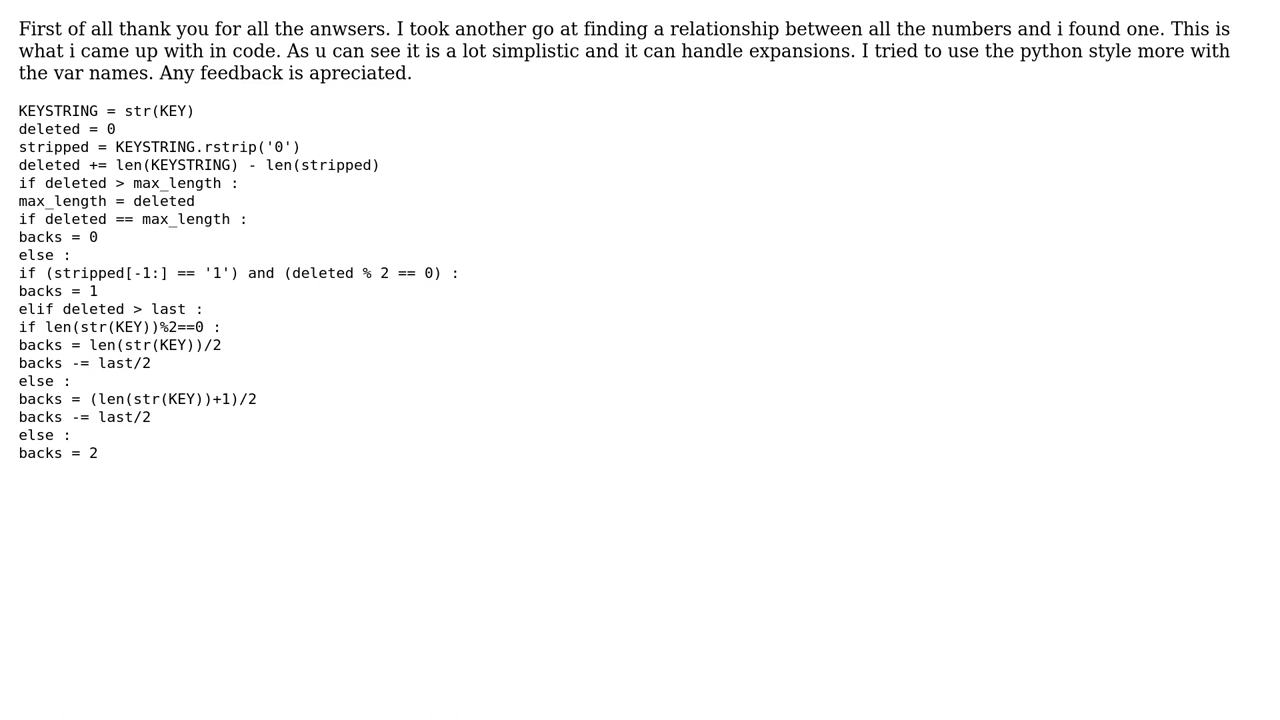 First of all thank you for all the anwsers. I took another go at finding a relationship between all the numbers and i found one. This is
what i came up with in code. As u can see it is a lot simplistic and it can handle expansions. I tried to use the python style more with
the var names. Any feedback is apreciated.
KEYSTRING = str(KEY)
deleted = 0
stripped = KEYSTRING.rstrip('0')
deleted += len(KEYSTRING) - len(stripped)
if deleted > max_length :
max_length = deleted
if deleted == max_length :
backs = 0
else :
if (stripped[-1:] == '1') and (deleted % 2 == 0) :
backs = 1
elif deleted > last :
if len(str(KEY))%2==0 :
backs = len(str(KEY))/2
backs -= last/2
else :
backs = (len(str(KEY))+1)/2
backs -= last/2
else :
backs = 2